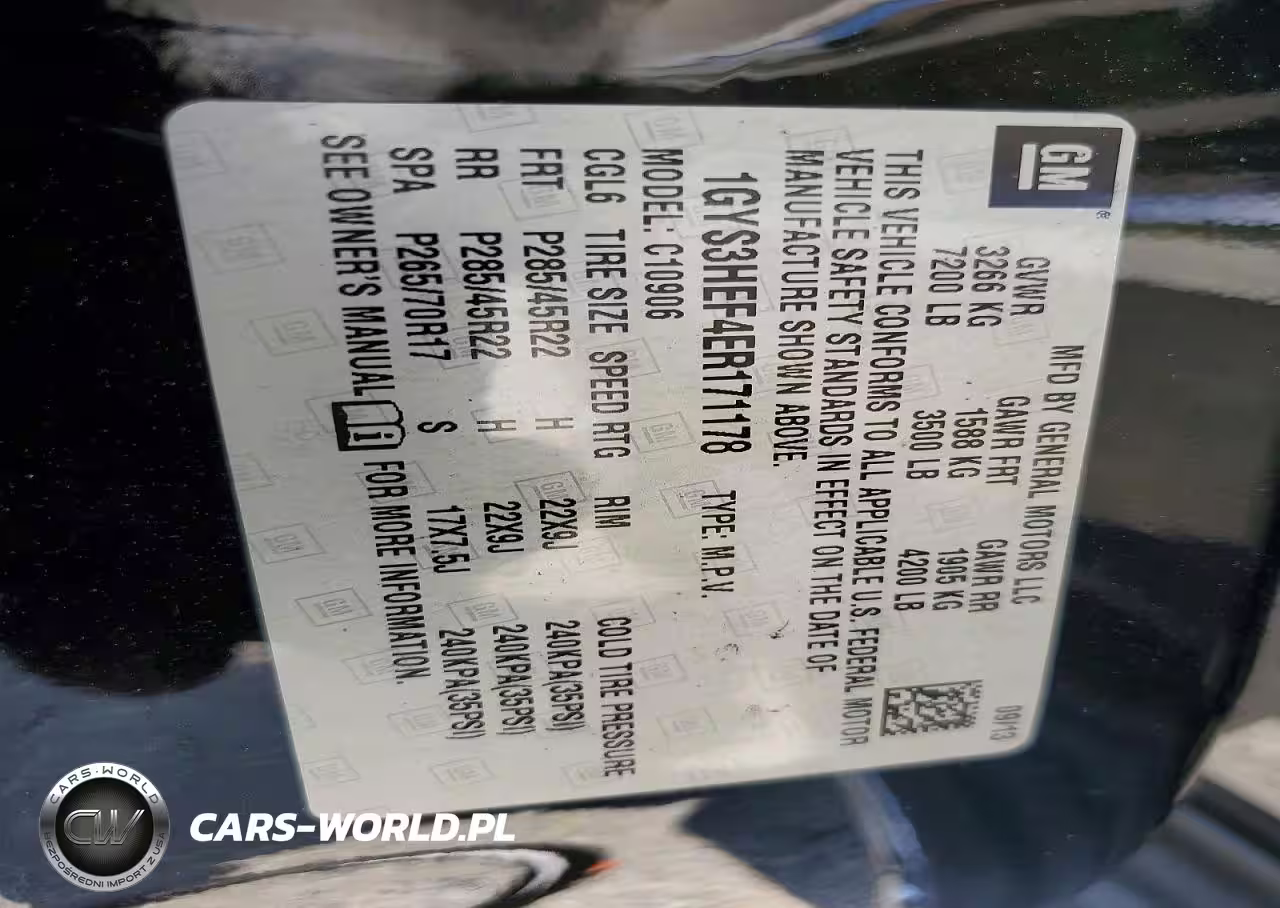 GM®
MFD BY GENERAL MOTORS LLC 09/13
GVWR GAWR FRT GAWR RR
3266 KG 1588 KG 1905 KG
7200 LB 3500 LB 4200 LB
THIS VEHICLE CONFORMS TO ALL APPLICABLE U.S. FEDERAL MOTOR
VEHICLE SAFETY STANDARDS IN EFFECT ON THE DATE OF
MANUFACTURE SHOWN ABOVE.
1GYS3HEF4ER171178 TYPE: M.P.V.
MODEL: C10906
CGL6 TIRE SIZE SPEED RTG RIM COLD TIRE PRESSURE
FRT P285/45R22 H 22X9J 240KPA(35PSI)
RR P285/45R22 H 22X9J 240KPA(35PSI)
SPA P265/70R17 S 17X7.5J 240KPA(35PSI)
SEE OWNER'S MANUAL i FOR MORE INFORMATION.
CARS-WORLD
CW
BEZPOŚREDNI IMPORT Z USA
CARS-WORLD.PL